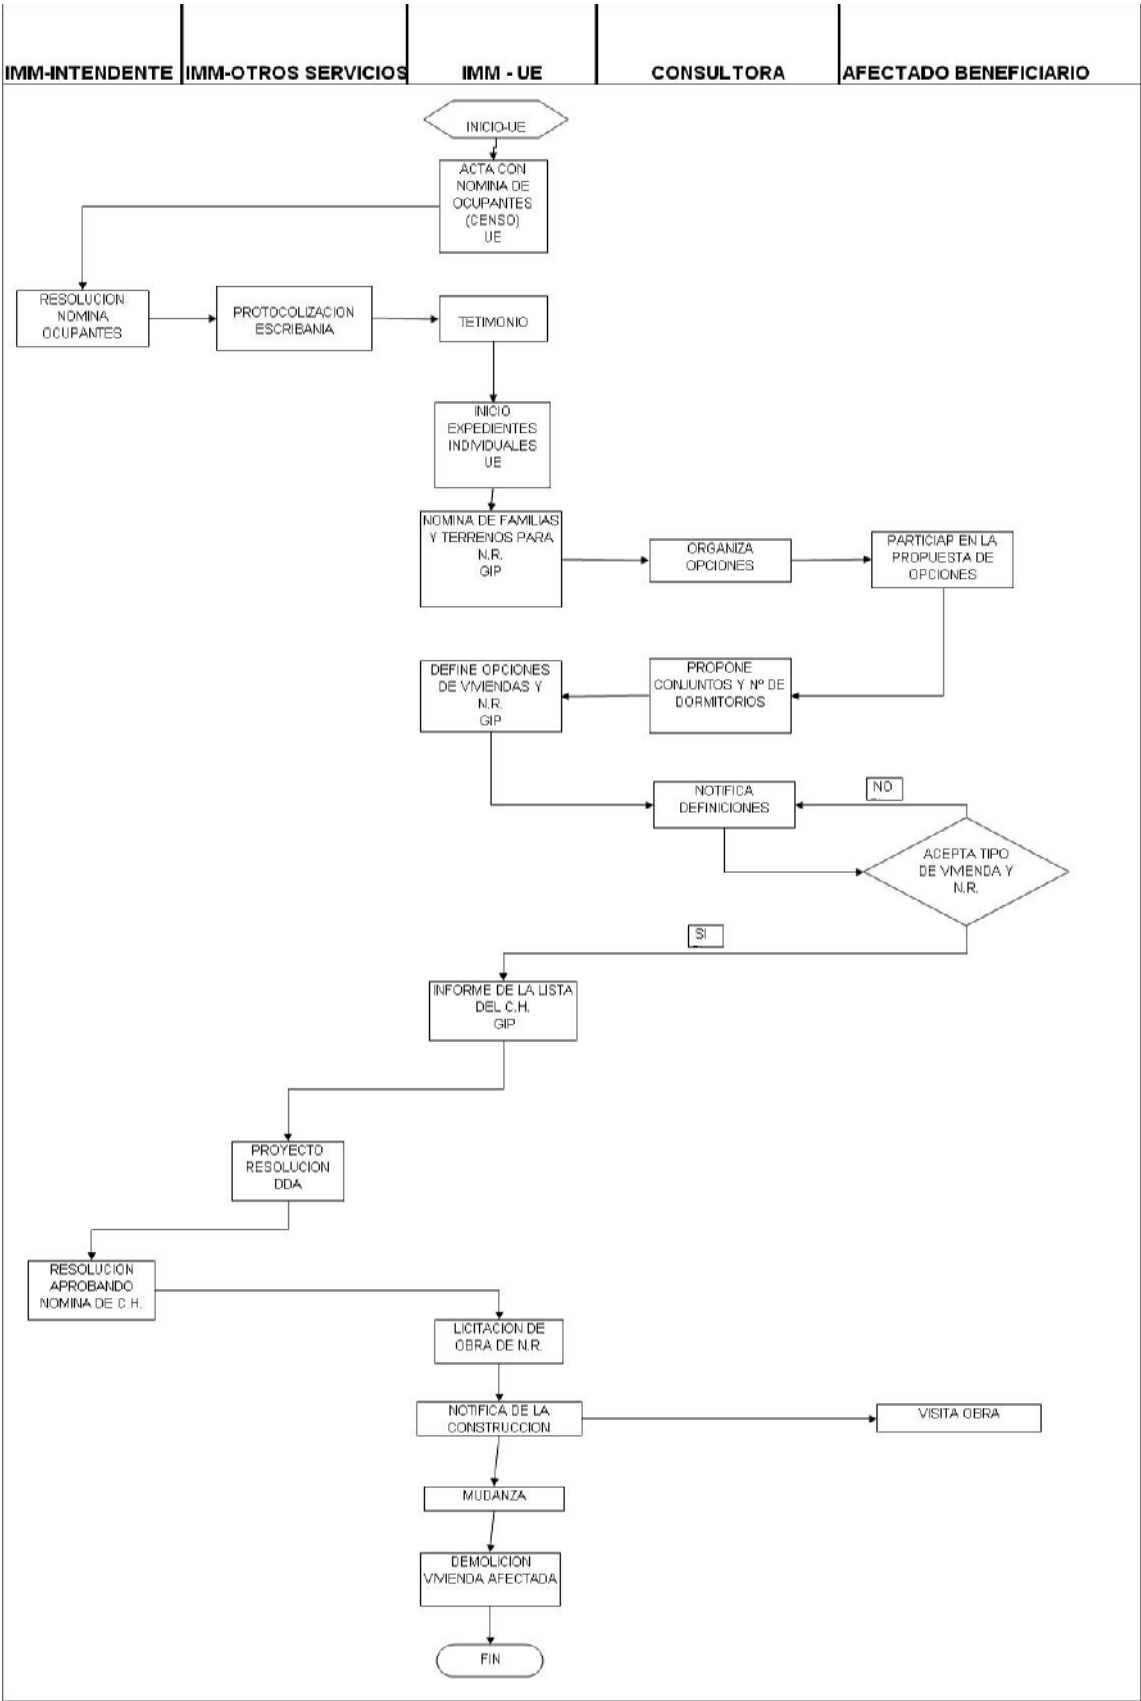 IMM-INTENDENTE
IMM-OTROS SERVICIOS
IMM - UE
CONSULTORA
AFECTADO BENEFICIARIO
INICIO-UE
ACTA CON
NOMINA DE
OCUPANTES
(CENSO)
UE
RESOLUCION
NOMINA
OCUPANTES
PROTOCOLIZACION
ESCRIBANIA
TETIMONIO
INICIO
EXPEDIENTES
INDIVIDUALES
UE
NOMINA DE FAMILIAS
Y TERRENOS PARA
N.R.
GIP
ORGANIZA
OPCIONES
PARTICIAP EN LA
PROPUESTA DE
OPCIONES
DEFINE OPCIONES
DE VIVIENDAS Y
N.R.
GIP
PROPONE
CONJUNTOS Y Nº DE
DORMITORIOS
NOTIFICA
DEFINICIONES
NO
ACEPTA TIPO
DE VIVIENDA Y
N.R.
SI
INFORME DE LA LISTA
DEL C.H.
GIP
PROYECTO
RESOLUCION
DDA
RESOLUCION
APROBANDO
NOMINA DE C.H.
LICITACION DE
OBRA DE N.R.
NOTIFICA DE LA
CONSTRUCCION
VISITA OBRA
MUDANZA
DEMOLICION
VIVIENDA AFECTADA
FIN